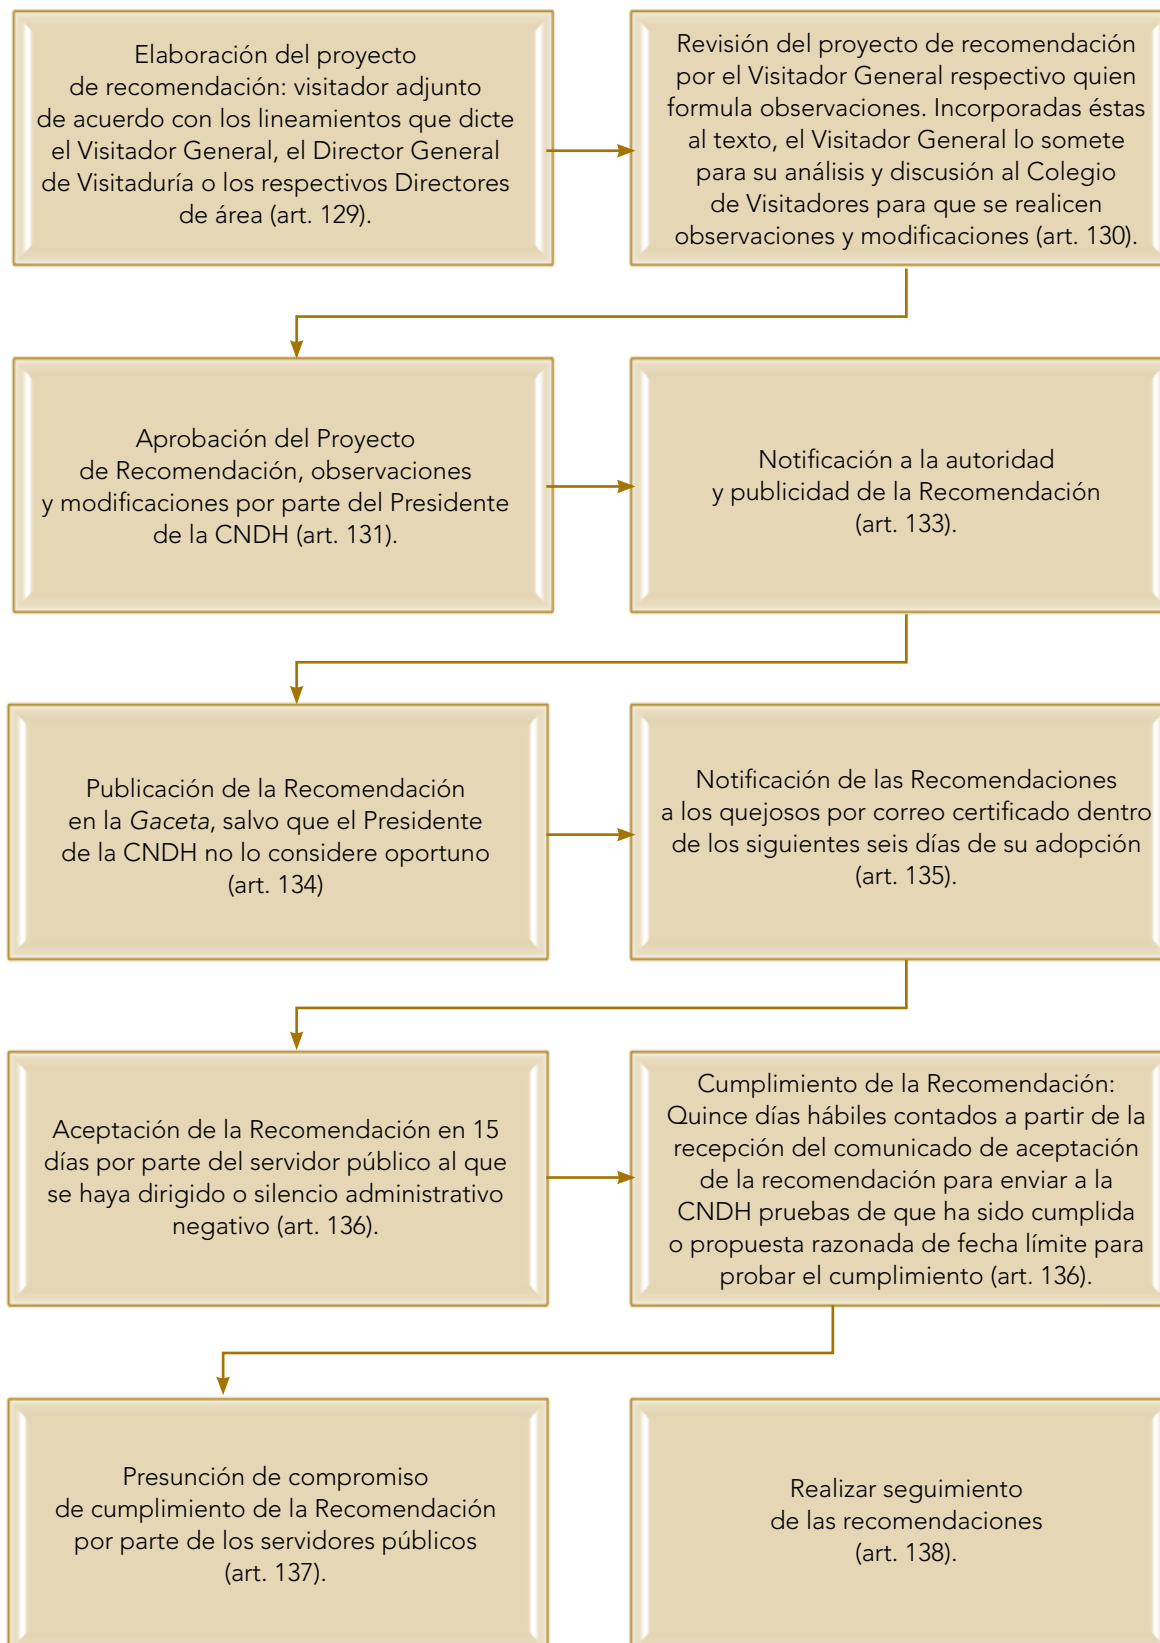 Elaboración del proyecto
de recomendación: visitador adjunto
de acuerdo con los lineamientos que dicte
el Visitador General, el Director General
de Visitaduría o los respectivos Directores
de área (art. 129).
Revisión del proyecto de recomendación
por el Visitador General respectivo quien
formula observaciones. Incorporadas éstas
al texto, el Visitador General lo somete
para su análisis y discusión al Colegio
de Visitadores para que se realicen
observaciones y modificaciones (art. 130).
Aprobación del Proyecto
de Recomendación, observaciones
y modificaciones por parte del Presidente
de la CNDH (art. 131).
Notificación a la autoridad
y publicidad de la Recomendación
(art. 133).
Publicación de la Recomendación
en la Gaceta, salvo que el Presidente
de la CNDH no lo considere oportuno
(art. 134)
Notificación de las Recomendaciones
a los quejosos por correo certificado dentro
de los siguientes seis días de su adopción
(art. 135).
Aceptación de la Recomendación en 15
días por parte del servidor público al que
se haya dirigido o silencio administrativo
negativo (art. 136).
Cumplimiento de la Recomendación:
Quince días hábiles contados a partir de la
recepción del comunicado de aceptación
de la recomendación para enviar a la
CNDH pruebas de que ha sido cumplida
o propuesta razonada de fecha límite para
probar el cumplimiento (art. 136).
Presunción de compromiso
de cumplimiento de la Recomendación
por parte de los servidores públicos
(art. 137).
Realizar seguimiento
de las recomendaciones
(art. 138).